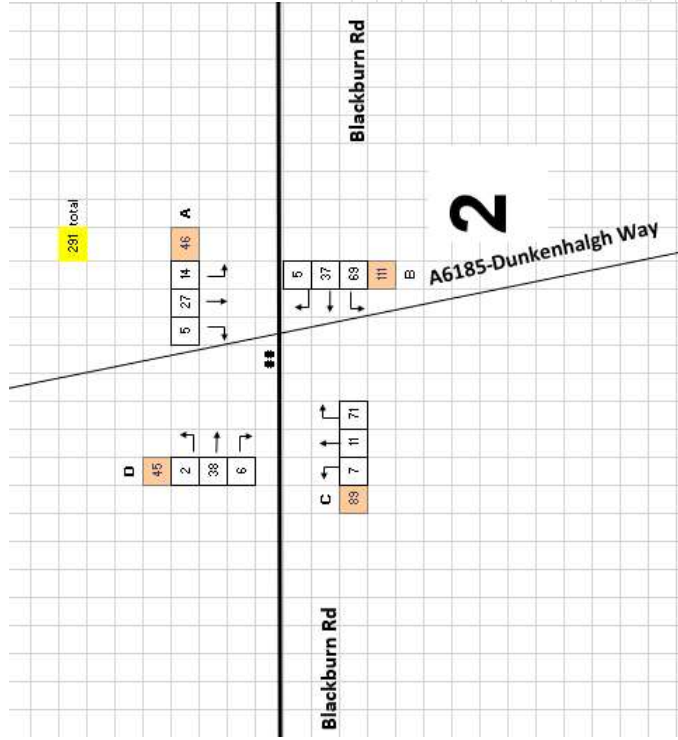 Blackburn Rd
291 total
5 27 14 46 A
2
A6185-Dunkenhalgh Way
5
37
69
111
B
##
D
45
2
38
6
C
89 7 11 71
Blackburn Rd